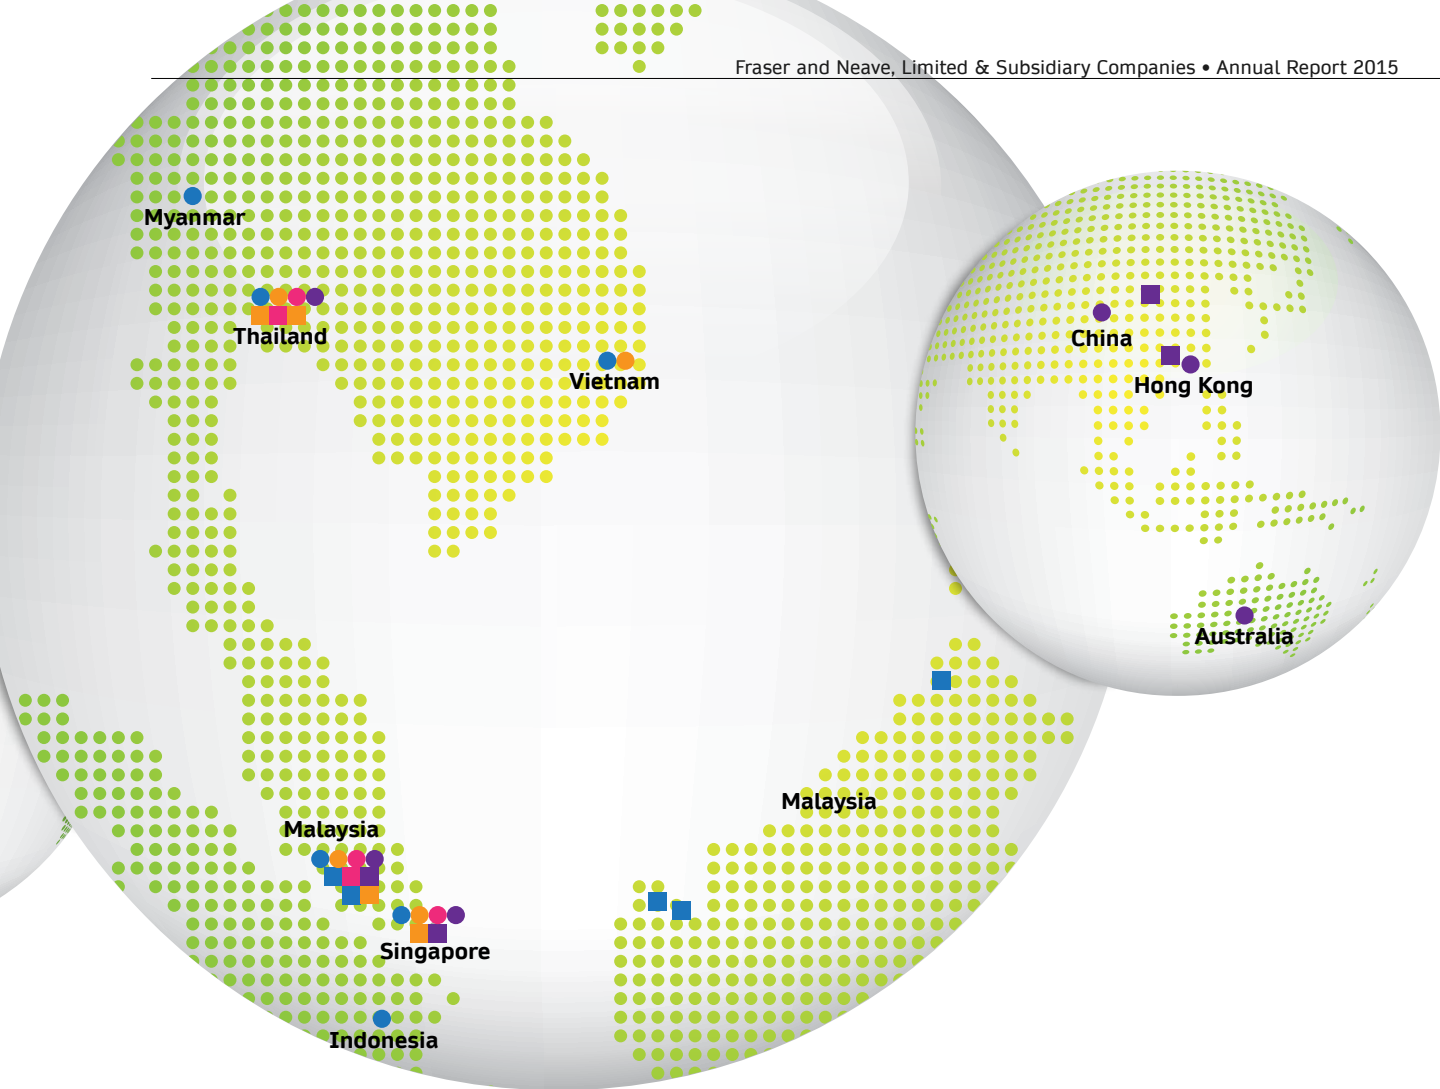 Fraser and Neave, Limited & Subsidiary Companies • Annual Report 2015
Myanmar
Thailand
Vietnam
China
Hong Kong
Australia
Malaysia
Malaysia
Singapore
Indonesia